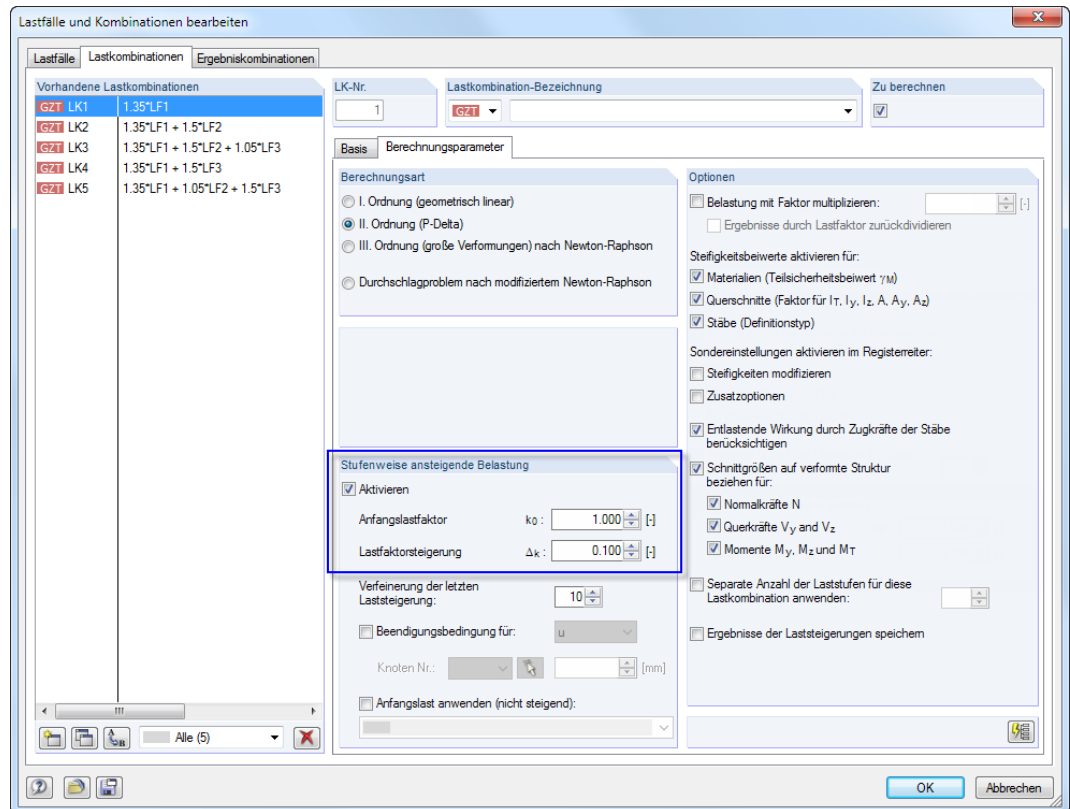 Lastfälle und Kombinationen bearbeiten
Lastfälle Lastkombinationen Ergebniskombinationen
Vorhandene Lastkombinationen
GZT LK1 1.35*LF1
GZT LK2 1.35*LF1 + 1.5*LF2
GZT LK3 1.35*LF1 + 1.5*LF2 + 1.05*LF3
GZT LK4 1.35*LF1 + 1.5*LF3
GZT LK5 1.35*LF1 + 1.05*LF2 + 1.5*LF3
Alle (5)
LK-Nr.
1
Lastkombination-Bezeichnung
GZT
Zu berechnen
Basis Berechnungsparameter
Berechnungsart
I. Ordnung (geometrisch linear)
II. Ordnung (P-Delta)
III. Ordnung (große Verformungen) nach Newton-Raphson
Durchschlagproblem nach modifiziertem Newton-Raphson
Stufenweise ansteigende Belastung
Aktivieren
Anfangslastfaktor k0 : 1.000 [-]
Lastfaktorsteigerung Δk : 0.100 [-]
Verfeinerung der letzten
Laststeigerung: 10
Beendigungsbedingung für: u
Knoten Nr.: [mm]
Anfangslast anwenden (nicht steigend):
Optionen
Belastung mit Faktor multiplizieren: [-]
Ergebnisse durch Lastfaktor zurückdividieren
Steifigkeitsbeiwerte aktivieren für:
Materialien (Teilsicherheitsbeiwert γM)
Querschnitte (Faktor für IT, Iy, Iz, A, Ay, Az)
Stäbe (Definitionstyp)
Sondereinstellungen aktivieren im Registerreiter:
Steifigkeiten modifizieren
Zusatzoptionen
Entlastende Wirkung durch Zugkräfte der Stäbe
berücksichtigen
Schnittgrößen auf verformte Struktur
beziehen für:
Normalkräfte N
Querkräfte Vy and Vz
Momente My, Mz und MT
Separate Anzahl der Laststufen für diese
Lastkombination anwenden:
Ergebnisse der Laststeigerungen speichern
OK Abbrechen